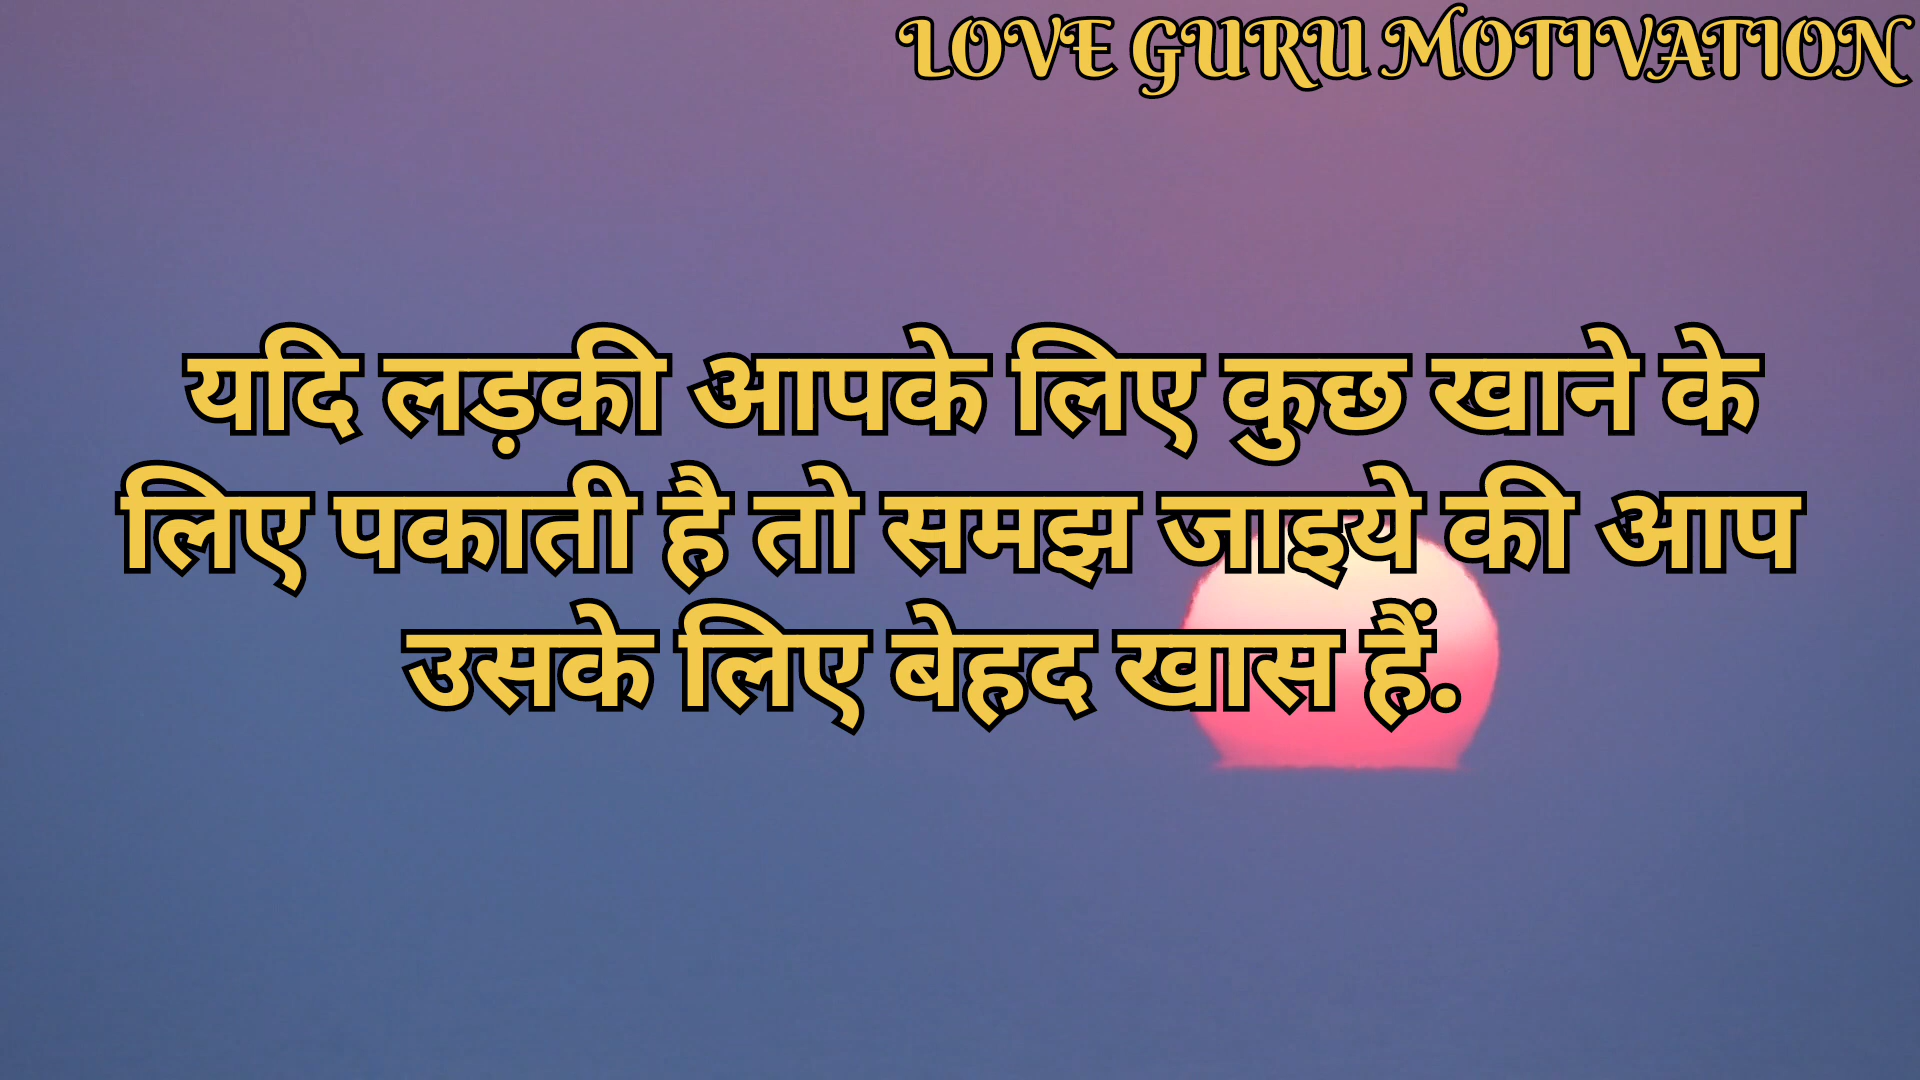 LOVE GURU MOTIVATION
यदि लड़की आपके लिए कुछ खाने के
लिए पकाती है तो समझ जाइये की आप
उसके लिए बेहद खास हैं.